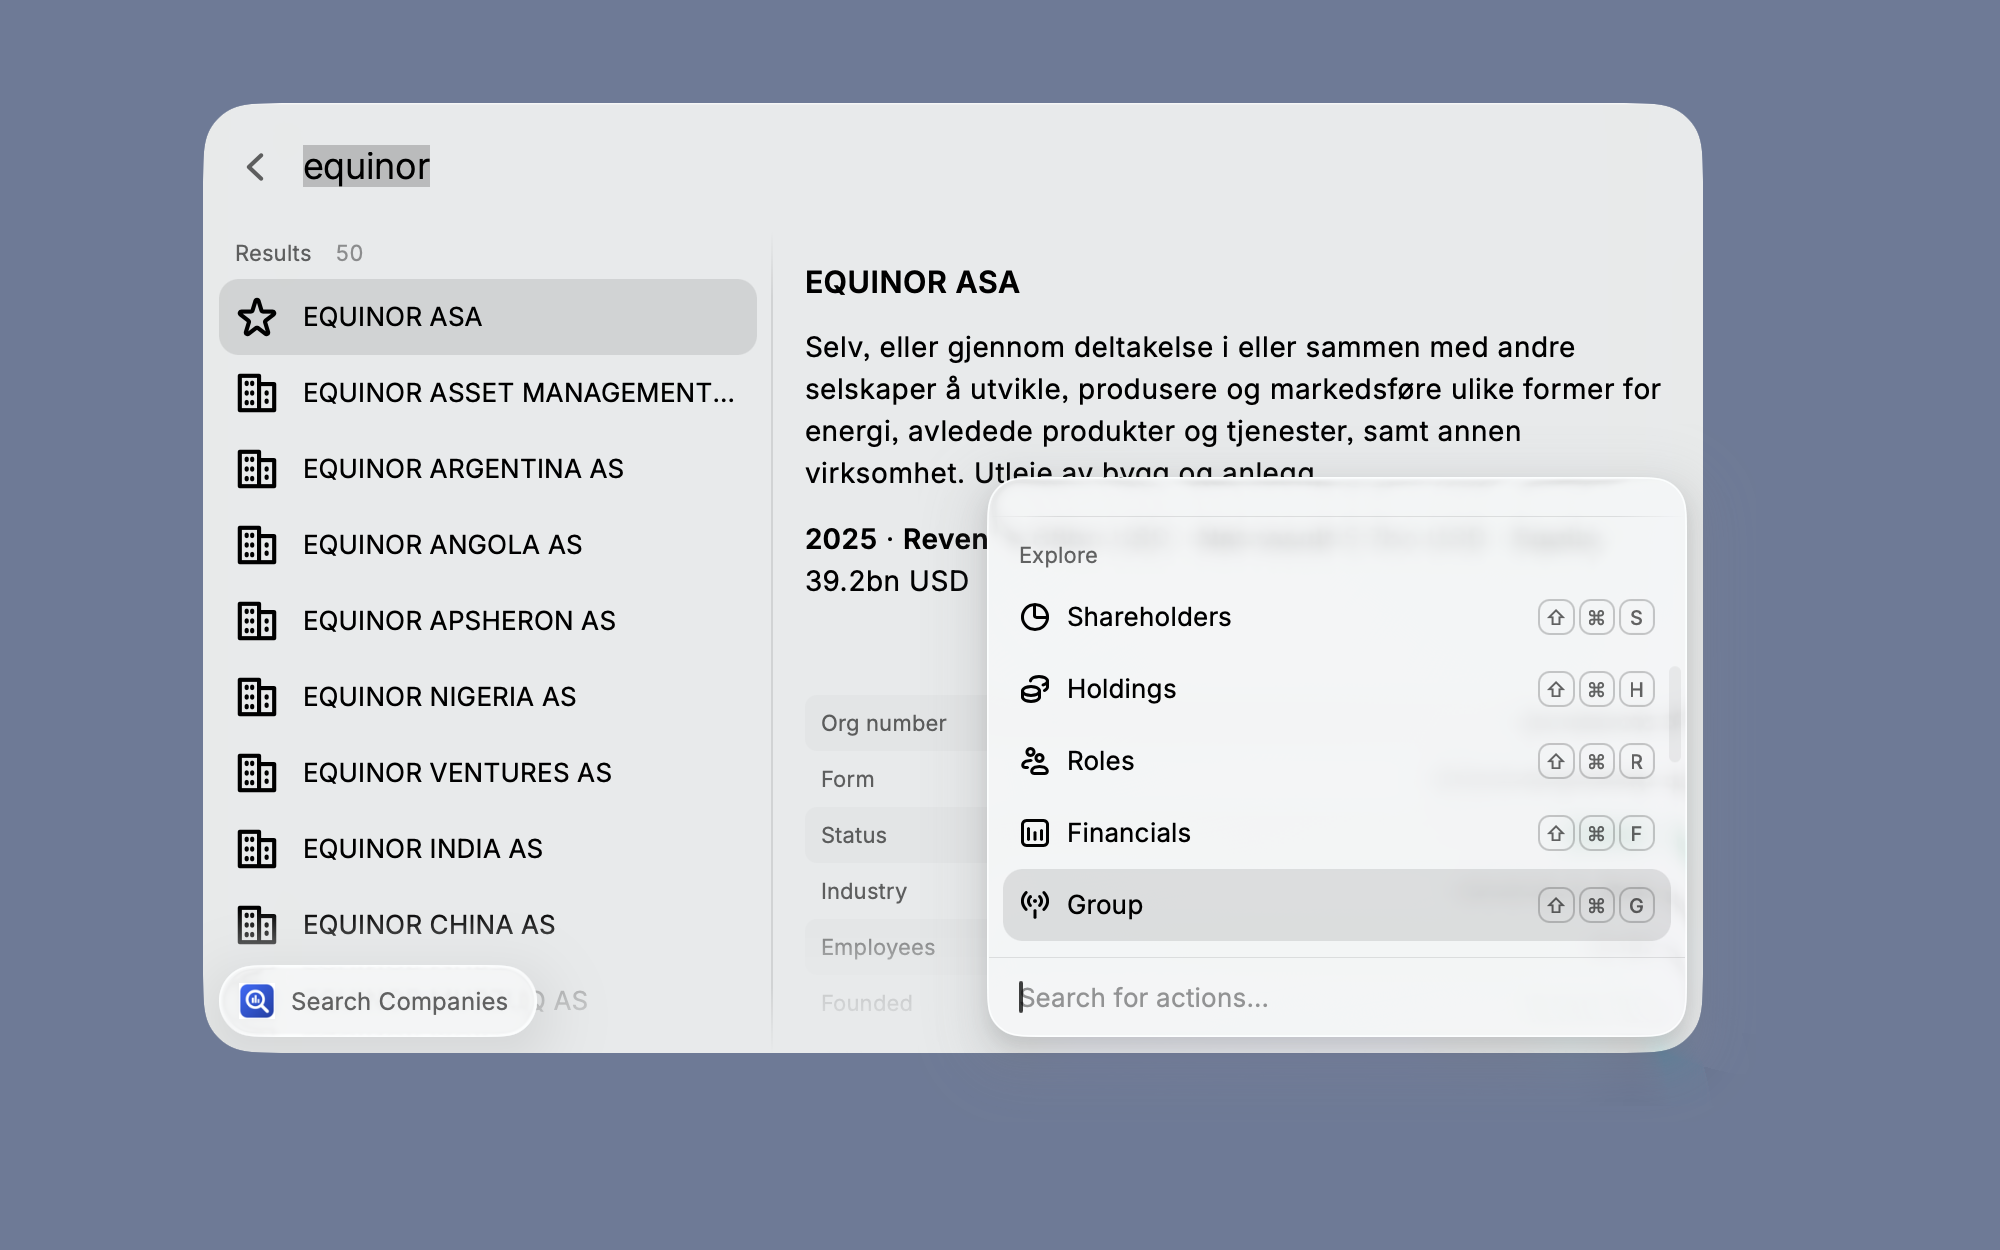 equinor
Results 50
EQUINOR ASA
EQUINOR ASSET MANAGEMENT...
EQUINOR ARGENTINA AS
EQUINOR ANGOLA AS
EQUINOR APSHERON AS
EQUINOR NIGERIA AS
EQUINOR VENTURES AS
EQUINOR INDIA AS
EQUINOR CHINA AS
AS
Search Companies
EQUINOR ASA
Selv, eller gjennom deltakelse i eller sammen med andre
selskaper å utvikle, produsere og markedsføre ulike former for
energi, avledede produkter og tjenester, samt annen
virksomhet. Utleie av bygg og anlegg
2025 · Reven
39.2bn USD
Org number
Form
Status
Industry
Employees
Founded
Explore
Shareholders ⇧ ⌘ S
Holdings ⇧ ⌘ H
Roles ⇧ ⌘ R
Financials ⇧ ⌘ F
Group ⇧ ⌘ G
Search for actions...